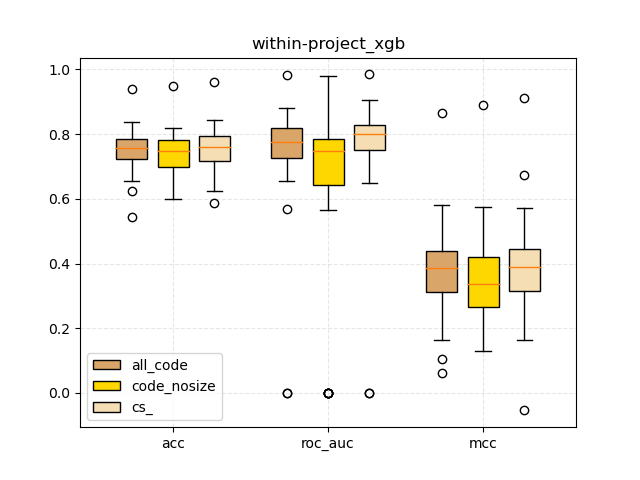 within-project_xgb
1.0
0.8
0.6
0.4
0.2
0.0
all_code
code_nosize
cs_
acc
roc_auc
mcc